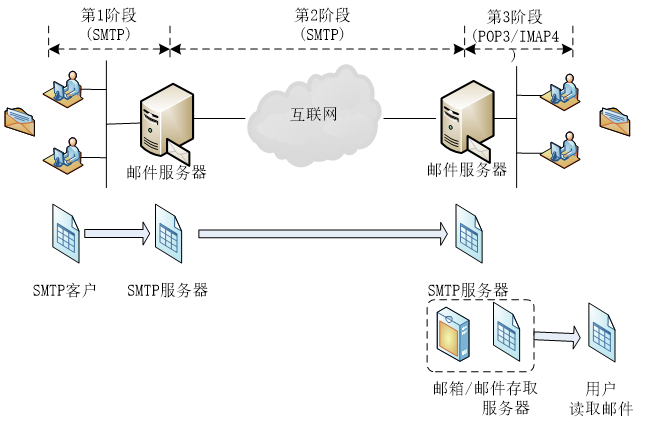 第1阶段
(SMTP)
第2阶段
(SMTP)
第3阶段
(POP3/IMAP4
)
互联网
邮件服务器
邮件服务器
SMTP客户
SMTP服务器
SMTP服务器
邮箱/邮件存取
服务器
用户
读取邮件